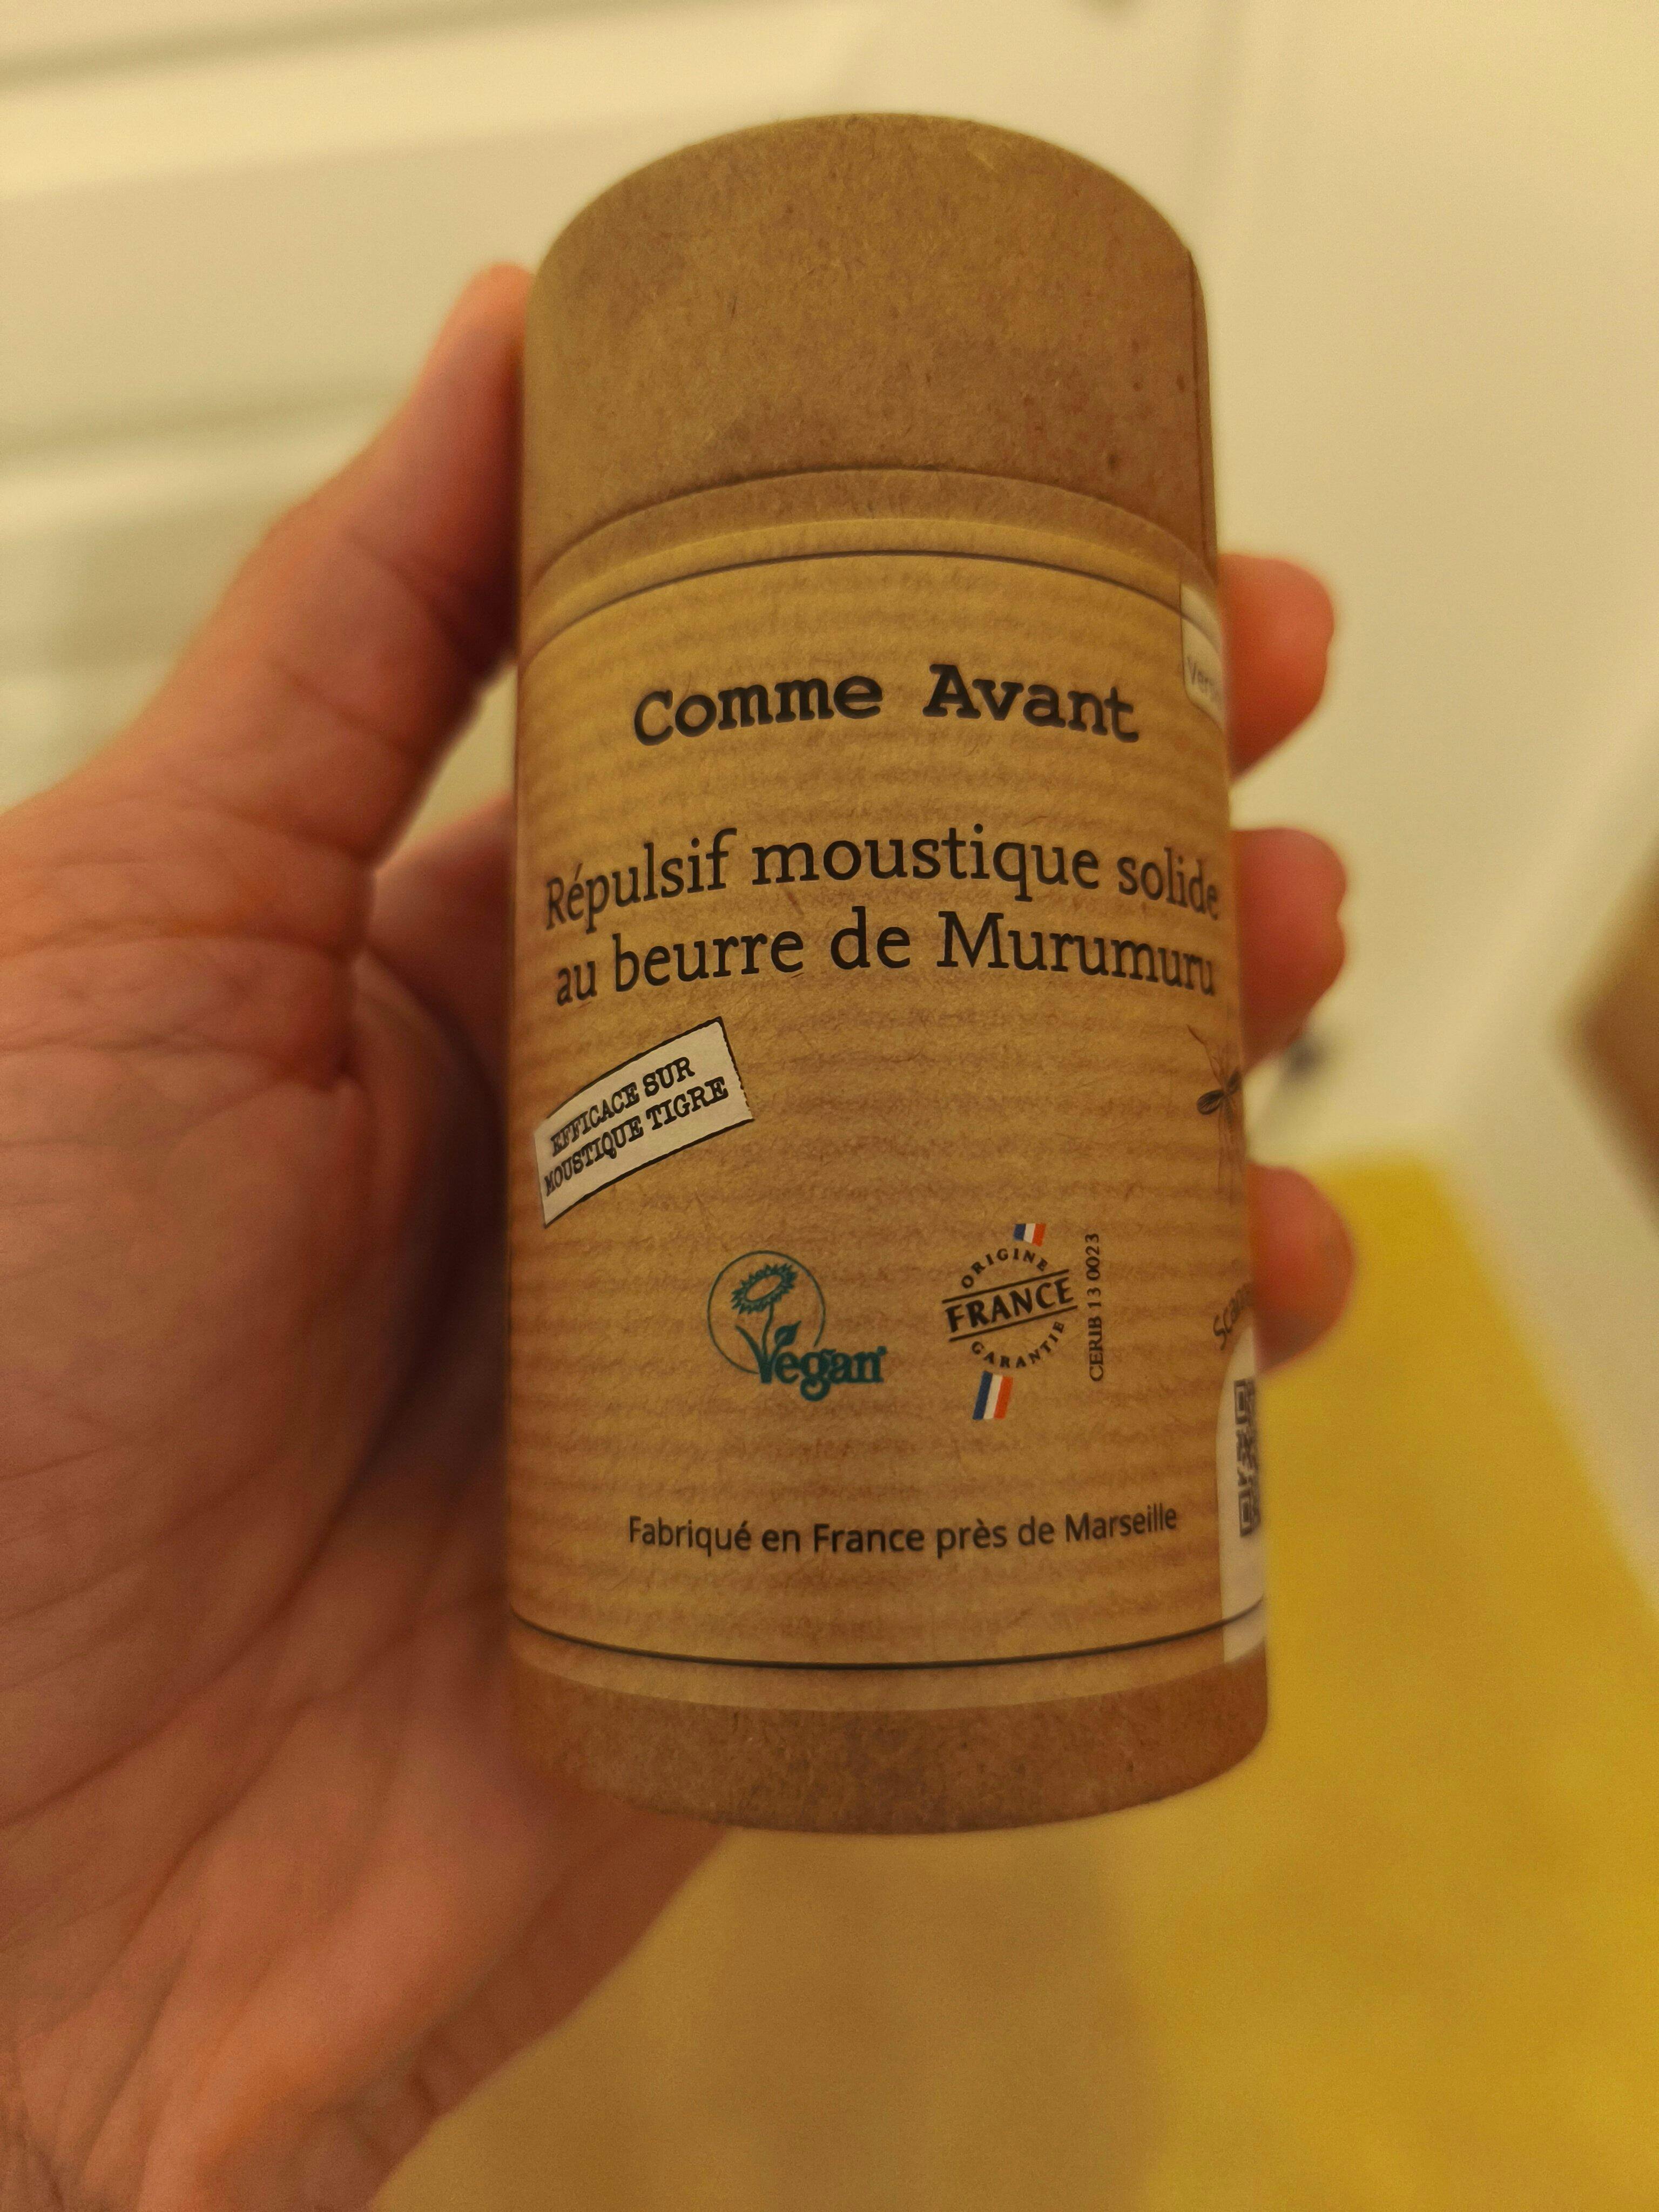 Comme Avant
Répulsif moustique solide
au beurre de Murumuru
EFFICACE SUR
MOUSTIQUE TIGRE
Vegan
ORIGINE
FRANCE
GARANTIE
CERIB 13 0023
Fabriqué en France près de Marseille